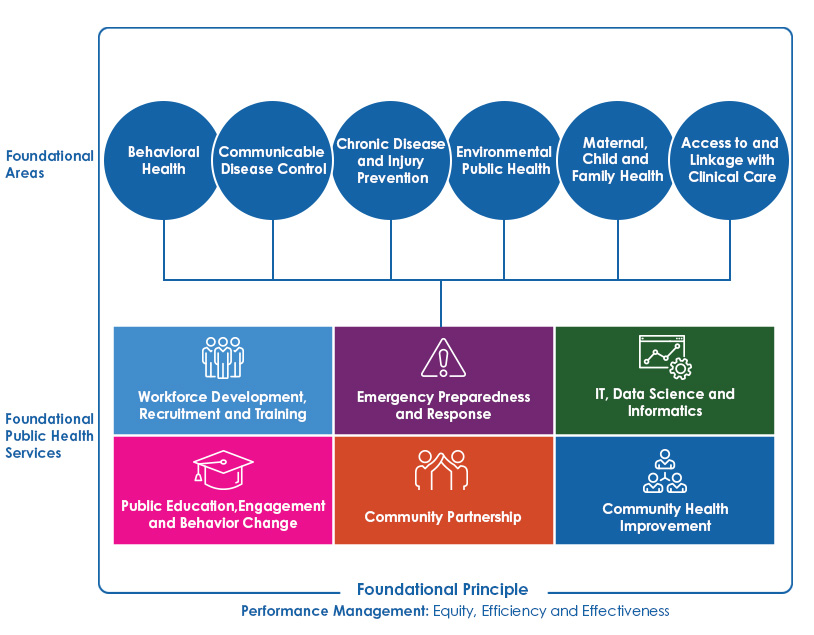 Foundational
Areas
Behavioral
Health
Communicable
Disease Control
Chronic Disease
and Injury
Prevention
Environmental
Public Health
Maternal,
Child and
Family Health
Access to and
Linkage with
Clinical Care
Foundational
Public Health
Services
Workforce Development,
Recruitment and Training
Emergency Preparedness
and Response
IT, Data Science and
Informatics
Public Education,Engagement
and Behavior Change
Community Partnership
Community Health
Improvement
Foundational Principle
Performance Management: Equity, Efficiency and Effectiveness